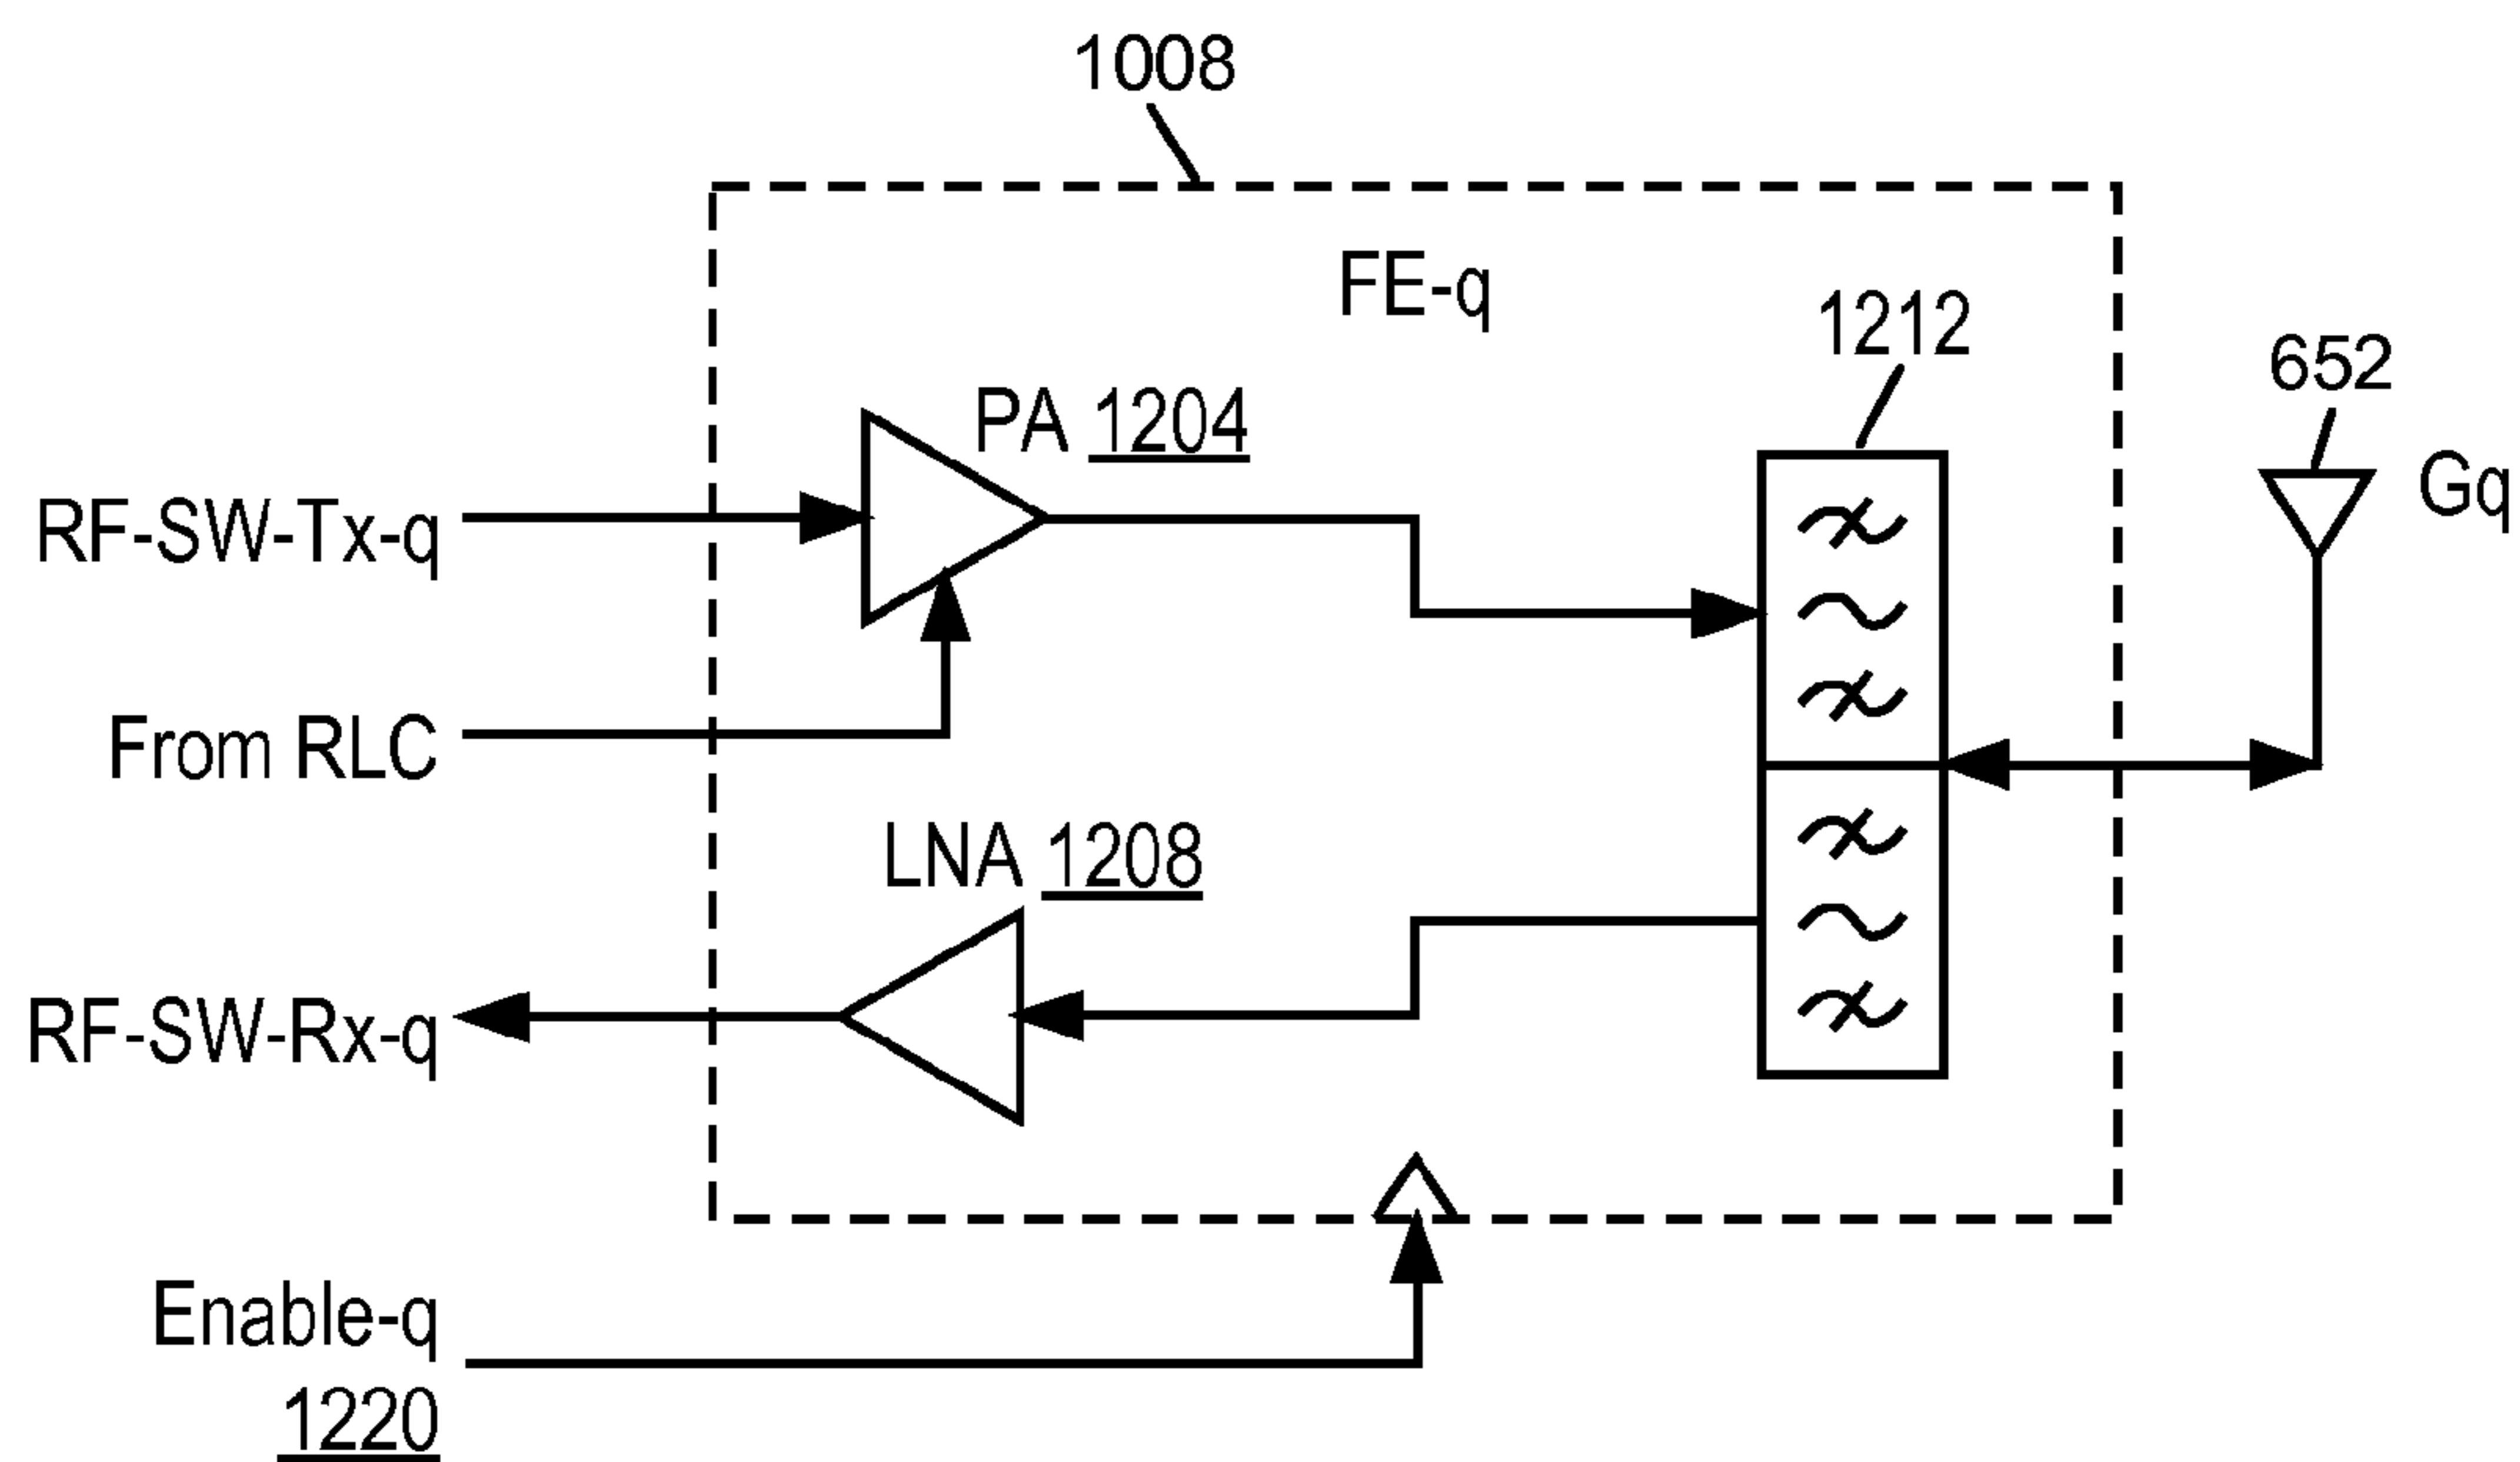 1008
FE-q
1212
652
Gq
PA 1204
RF-SW-Tx-q
From RLC
LNA 1208
RF-SW-Rx-q
Enable-q
1220